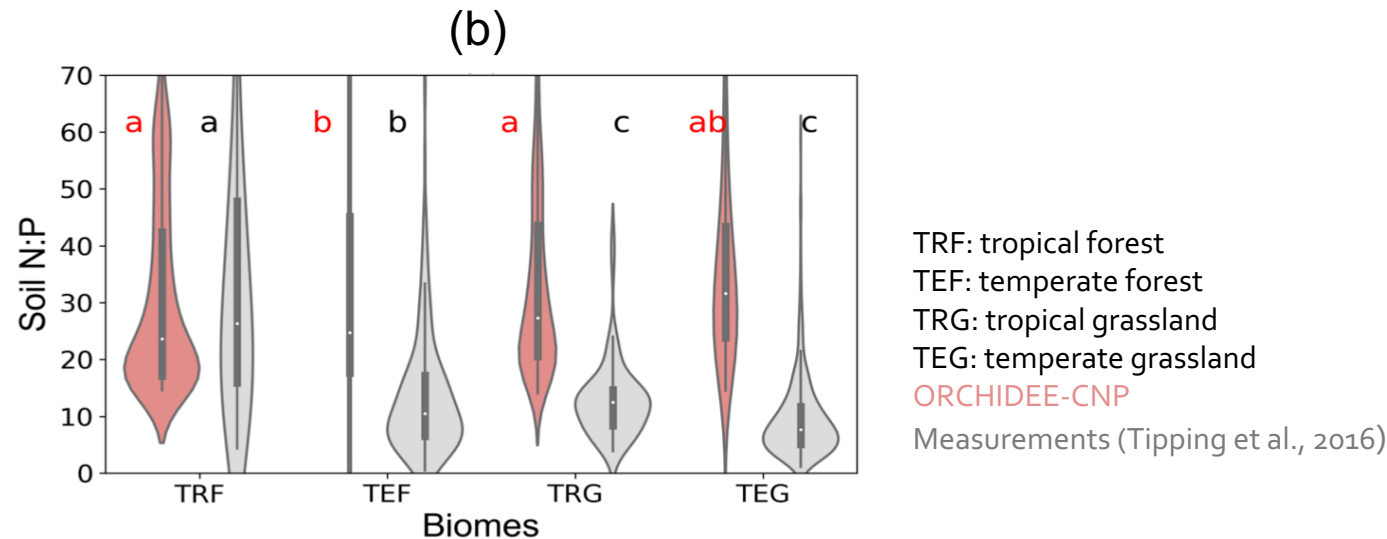 (b)
70
60
50
40
30
20
10
0
Soil N:P
a a b b a c ab c
TRF TEF TRG TEG
Biomes
TRF: tropical forest
TEF: temperate forest
TRG: tropical grassland
TEG: temperate grassland
ORCHIDEE-CNP
Measurements (Tipping et al., 2016)